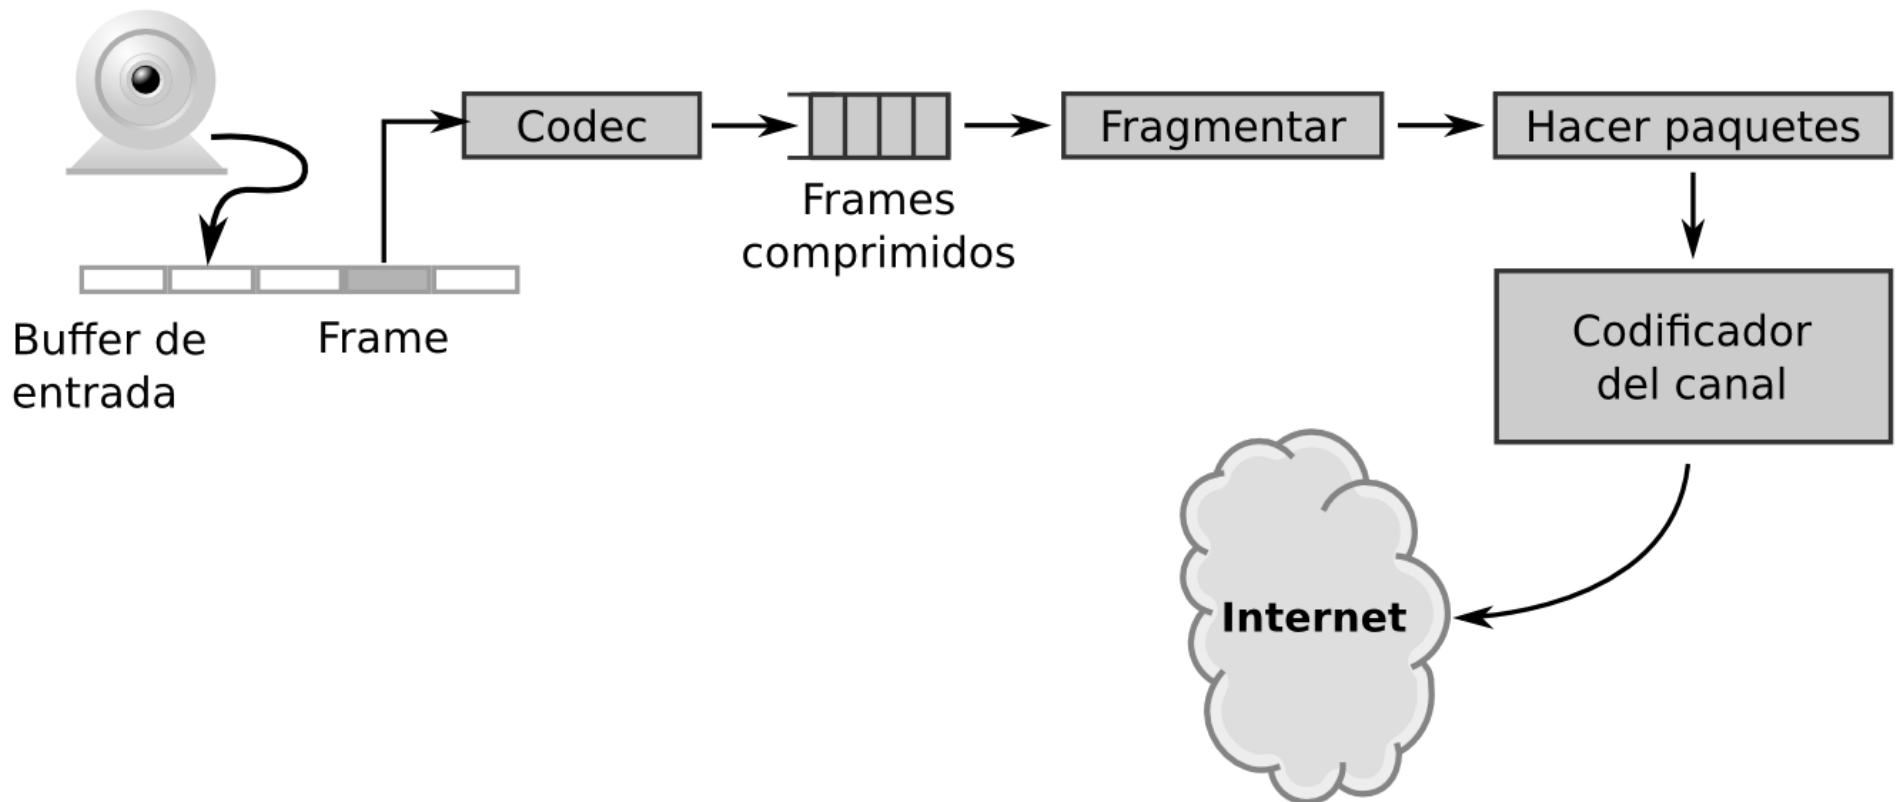 Codec
Fragmentar
Hacer paquetes
Frames
comprimidos
Buffer de
entrada
Frame
Codificador
del canal
Internet